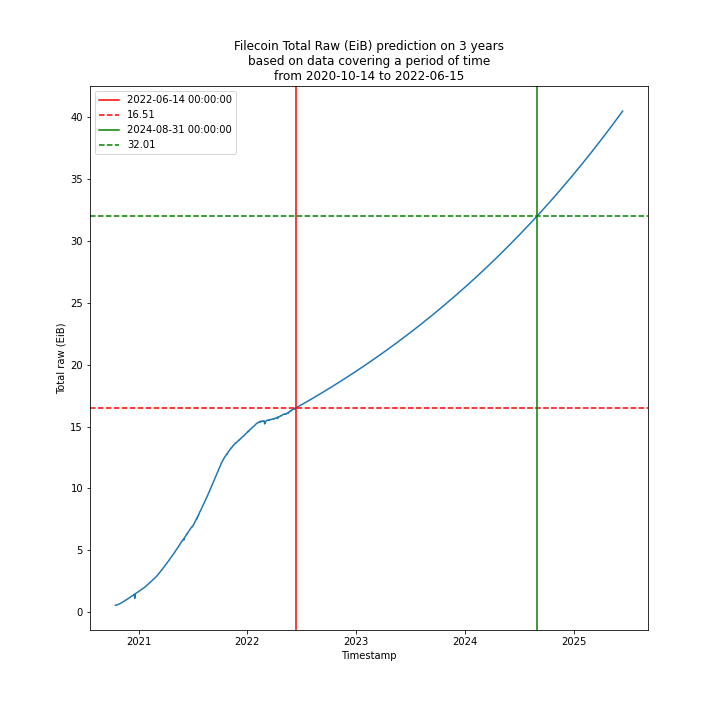 Filecoin Total Raw (EiB) prediction on 3 years
based on data covering a period of time
from 2020-10-14 to 2022-06-15
2022-06-14 00:00:00
16.51
2024-08-31 00:00:00
32.01
Total raw (EiB)
40
35
30
25
20
15
10
5
0
2021 2022 2023 2024 2025
Timestamp